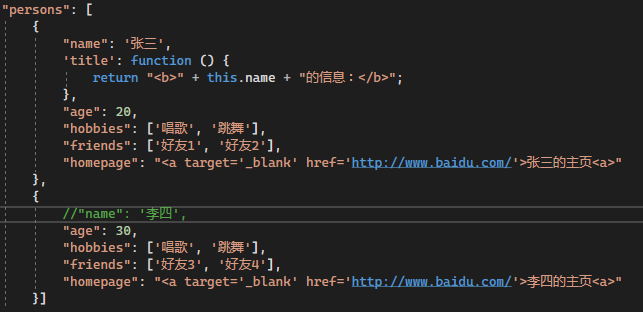 "persons": [
    {
        "name": '张三',
        'title': function () {
            return "<b>" + this.name + "的信息：</b>";
        },
        "age": 20,
        "hobbies": ['唱歌', '跳舞'],
        "friends": ['好友1', '好友2'],
        "homepage": "<a target='_blank' href='http://www.baidu.com/'>张三的主页<a>"
    },
    {
        //"name": '李四',
        "age": 30,
        "hobbies": ['唱歌', '跳舞'],
        "friends": ['好友3', '好友4'],
        "homepage": "<a target='_blank' href='http://www.baidu.com/'>李四的主页<a>"
    }]